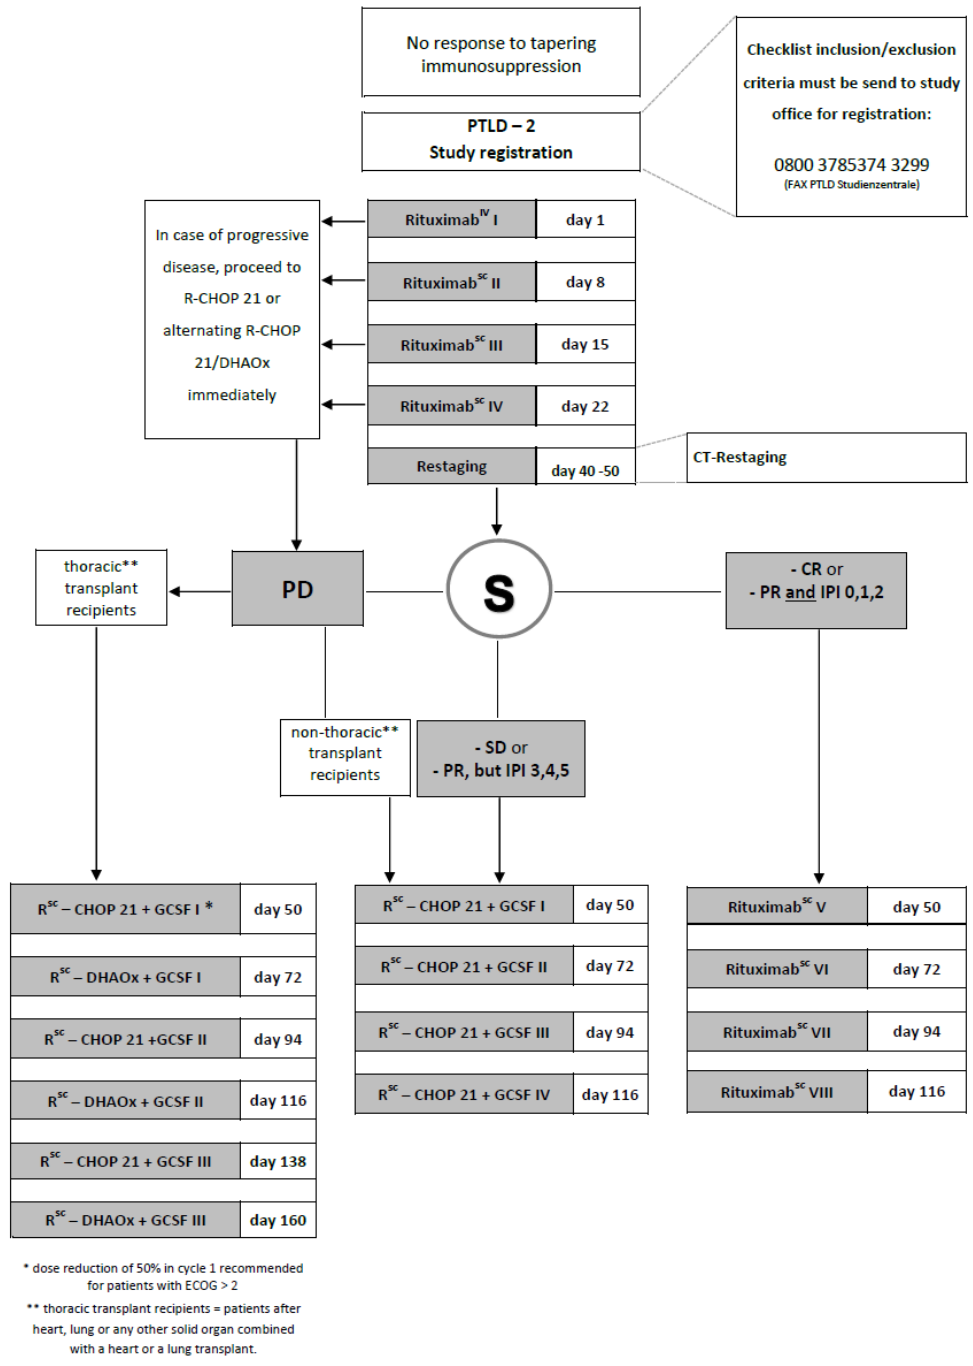 No response to tapering
immunosuppression
Checklist inclusion/exclusion
criteria must be send to study
office for registration:
0800 3785374 3299
(FAX PTLD Studienzentrale)
PTLD – 2
Study registration
In case of progressive
disease, proceed to
R-CHOP 21 or
alternating R-CHOP
21/DHAOx
immediately
Rituximab^IV I day 1
Rituximab^sc II day 8
Rituximab^sc III day 15
Rituximab^sc IV day 22
Restaging day 40 -50
CT-Restaging
thoracic**
transplant
recipients
PD
S
- CR or
- PR and IPI 0,1,2
non-thoracic**
transplant
recipients
- SD or
- PR, but IPI 3,4,5
R^sc – CHOP 21 + GCSF I * day 50
R^sc – DHAOx + GCSF I day 72
R^sc – CHOP 21 +GCSF II day 94
R^sc – DHAOx + GCSF II day 116
R^sc – CHOP 21 + GCSF III day 138
R^sc – DHAOx + GCSF III day 160
R^sc – CHOP 21 + GCSF I day 50
R^sc – CHOP 21 + GCSF II day 72
R^sc – CHOP 21 + GCSF III day 94
R^sc – CHOP 21 + GCSF IV day 116
Rituximab^sc V day 50
Rituximab^sc VI day 72
Rituximab^sc VII day 94
Rituximab^sc VIII day 116
* dose reduction of 50% in cycle 1 recommended
for patients with ECOG > 2
** thoracic transplant recipients = patients after
heart, lung or any other solid organ combined
with a heart or a lung transplant.